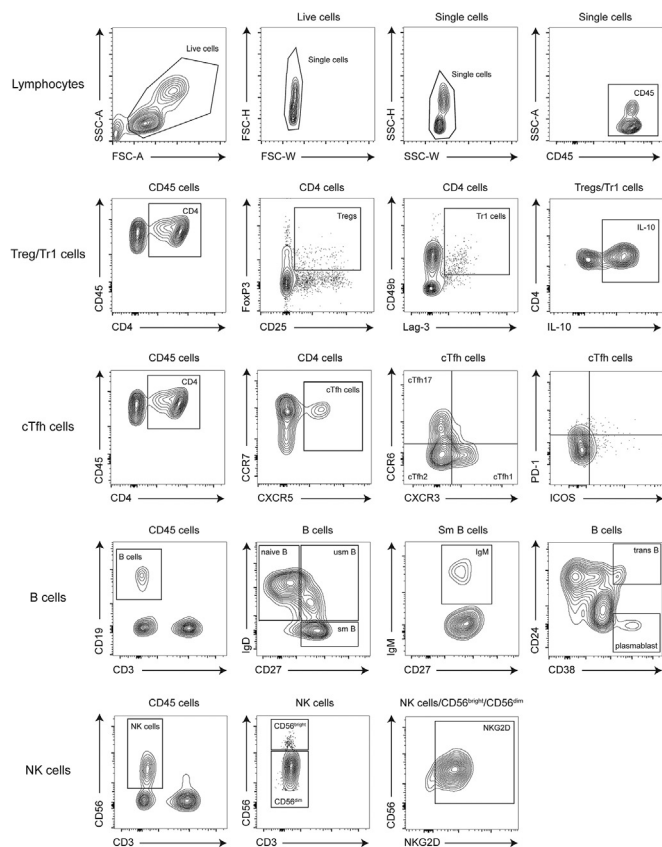 Live cells
Single cells
Single cells
Lymphocytes
SSC-A
Live cells
FSC-A
FSC-H
Single cells
FSC-W
SSC-H
Single cells
SSC-W
SSC-A
CD45
CD45
CD45 cells
CD4 cells
CD4 cells
Tregs/Tr1 cells
Treg/Tr1 cells
CD45
CD4
CD4
FoxP3
Tregs
CD25
CD49b
Tr1 cells
Lag-3
CD4
IL-10
IL-10
CD45 cells
CD4 cells
cTfh cells
cTfh cells
cTfh cells
CD45
CD4
CD4
CCR7
cTfh cells
CXCR5
CCR6
cTfh17
cTfh2
cTfh1
CXCR3
PD-1
ICOS
CD45 cells
B cells
Sm B cells
B cells
B cells
CD19
B cells
CD3
IgD
naive B
usm B
sm B
CD27
IgM
IgM
CD27
CD24
trans B
plasmablast
CD38
CD45 cells
NK cells
NK cells/CD56bright/CD56dim
NK cells
CD56
NK cells
CD3
CD56
CD56bright
CD56dim
CD3
CD56
NKG2D
NKG2D